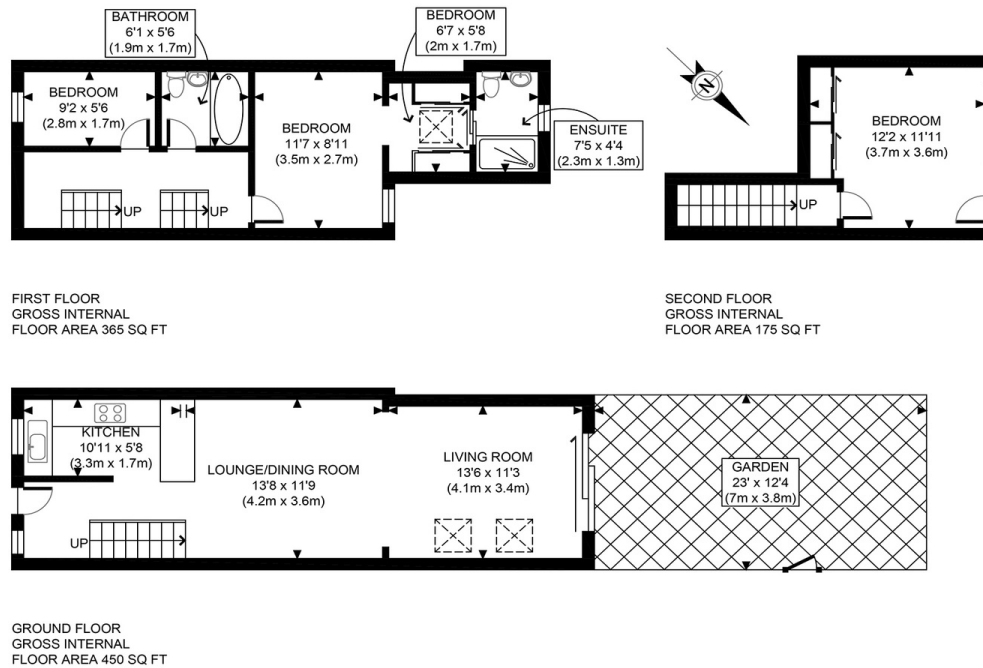 BATHROOM
6'1 x 5'6
(1.9m x 1.7m)
BEDROOM
6'7 x 5'8
(2m x 1.7m)
BEDROOM
9'2 x 5'6
(2.8m x 1.7m)
BEDROOM
11'7 x 8'11
(3.5m x 2.7m)
ENSUITE
7'5 x 4'4
(2.3m x 1.3m)
UP
UP
FIRST FLOOR
GROSS INTERNAL
FLOOR AREA 365 SQ FT
N
BEDROOM
12'2 x 11'11
(3.7m x 3.6m)
UP
SECOND FLOOR
GROSS INTERNAL
FLOOR AREA 175 SQ FT
KITCHEN
10'11 x 5'8
(3.3m x 1.7m)
LOUNGE/DINING ROOM
13'8 x 11'9
(4.2m x 3.6m)
LIVING ROOM
13'6 x 11'3
(4.1m x 3.4m)
GARDEN
23' x 12'4
(7m x 3.8m)
UP
GROUND FLOOR
GROSS INTERNAL
FLOOR AREA 450 SQ FT